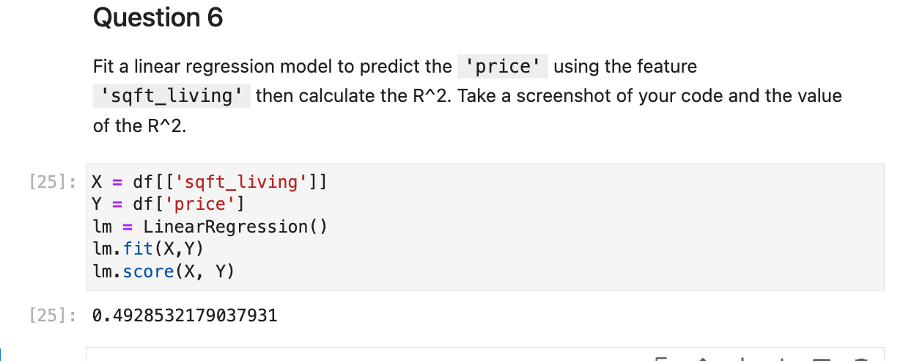 Question 6
Fit a linear regression model to predict the 'price' using the feature
'sqft_living' then calculate the R^2. Take a screenshot of your code and the value
of the R^2.
[25]: X = df[['sqft_living']]
Y = df['price']
lm = LinearRegression()
lm.fit(X,Y)
lm.score(X, Y)
[25]: 0.4928532179037931